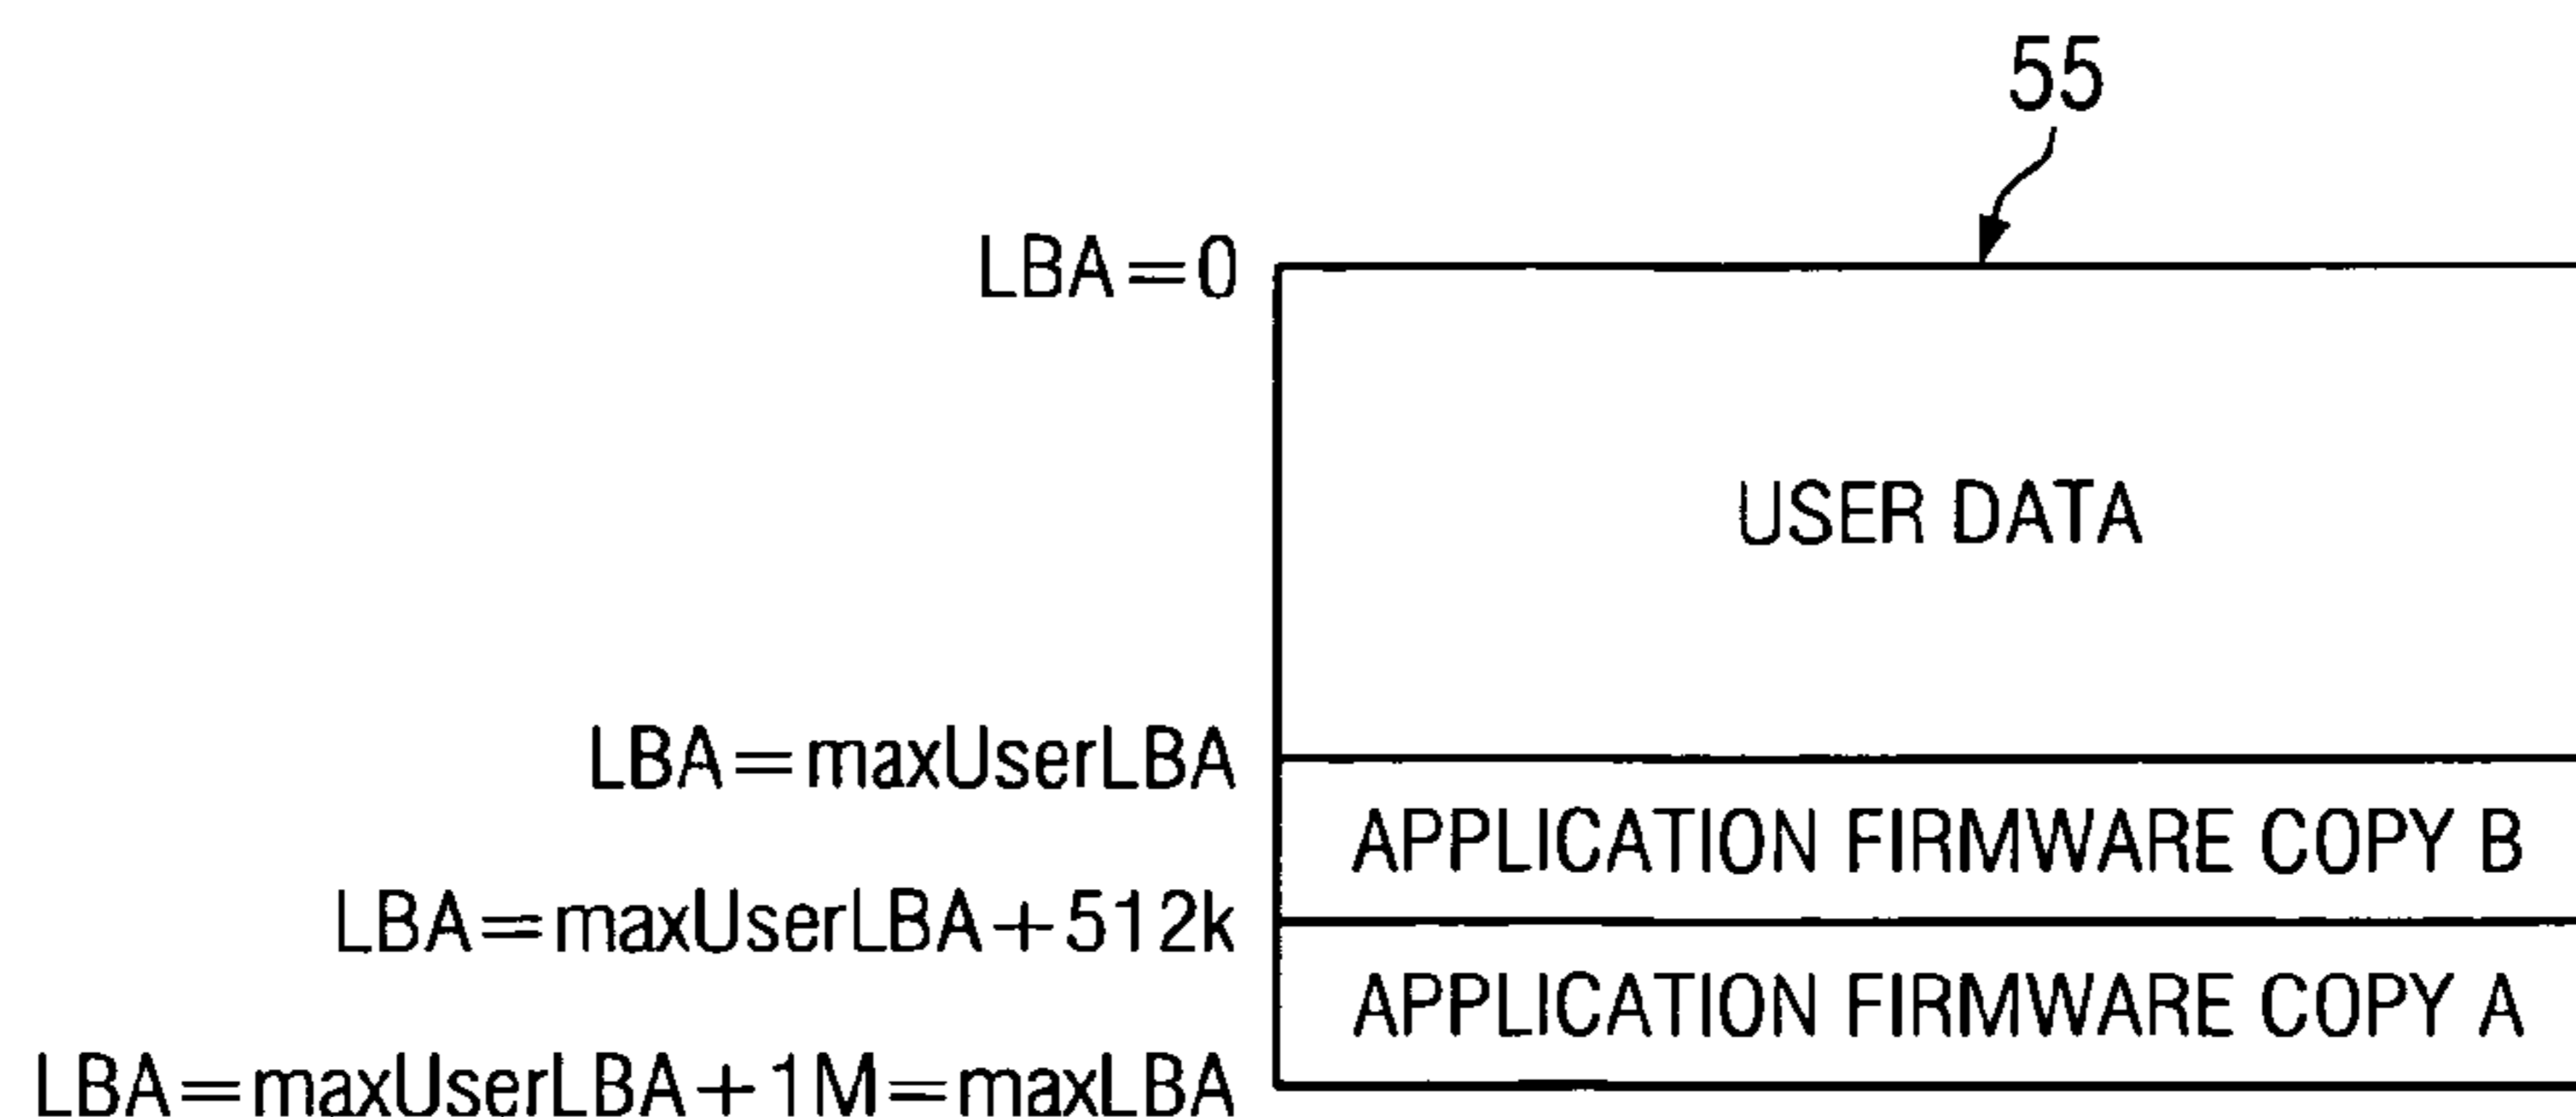 55
LBA=0
USER DATA
LBA=maxUserLBA
APPLICATION FIRMWARE COPY B
LBA=maxUserLBA+512k
APPLICATION FIRMWARE COPY A
LBA=maxUserLBA+1M=maxLBA